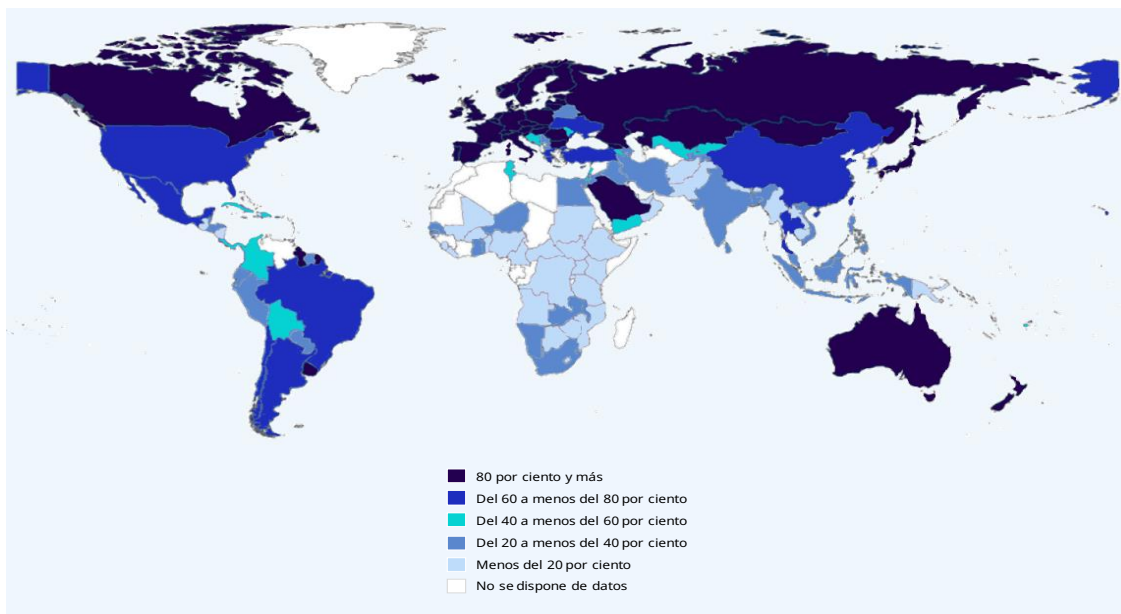 80 por ciento y más
Del 60 a menos del 80 por ciento
Del 40 a menos del 60 por ciento
Del 20 a menos del 40 por ciento
Menos del 20 por ciento
No se dispone de datos